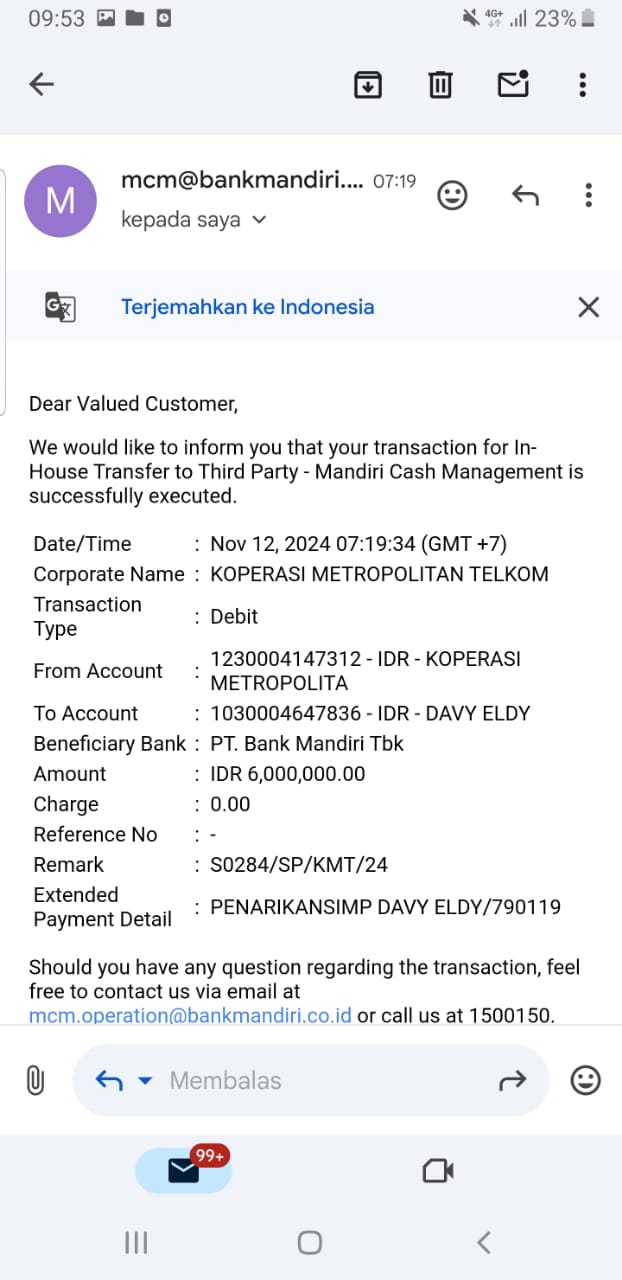 09:53
4G+ 23%
M
mcm@bankmandiri.... 07:19
kepada saya
G
Terjemahkan ke Indonesia
Dear Valued Customer,
We would like to inform you that your transaction for In-
House Transfer to Third Party - Mandiri Cash Management is
successfully executed.
Date/Time : Nov 12, 2024 07:19:34 (GMT +7)
Corporate Name : KOPERASI METROPOLITAN TELKOM
Transaction
Type : Debit
From Account : 1230004147312 - IDR - KOPERASI
METROPOLITA
To Account : 1030004647836 - IDR - DAVY ELDY
Beneficiary Bank : PT. Bank Mandiri Tbk
Amount : IDR 6,000,000.00
Charge : 0.00
Reference No : -
Remark : S0284/SP/KMT/24
Extended
Payment Detail : PENARIKANSIMP DAVY ELDY/790119
Should you have any question regarding the transaction, feel
free to contact us via email at
mcm.operation@bankmandiri.co.id or call us at 1500150.
Membalas
99+